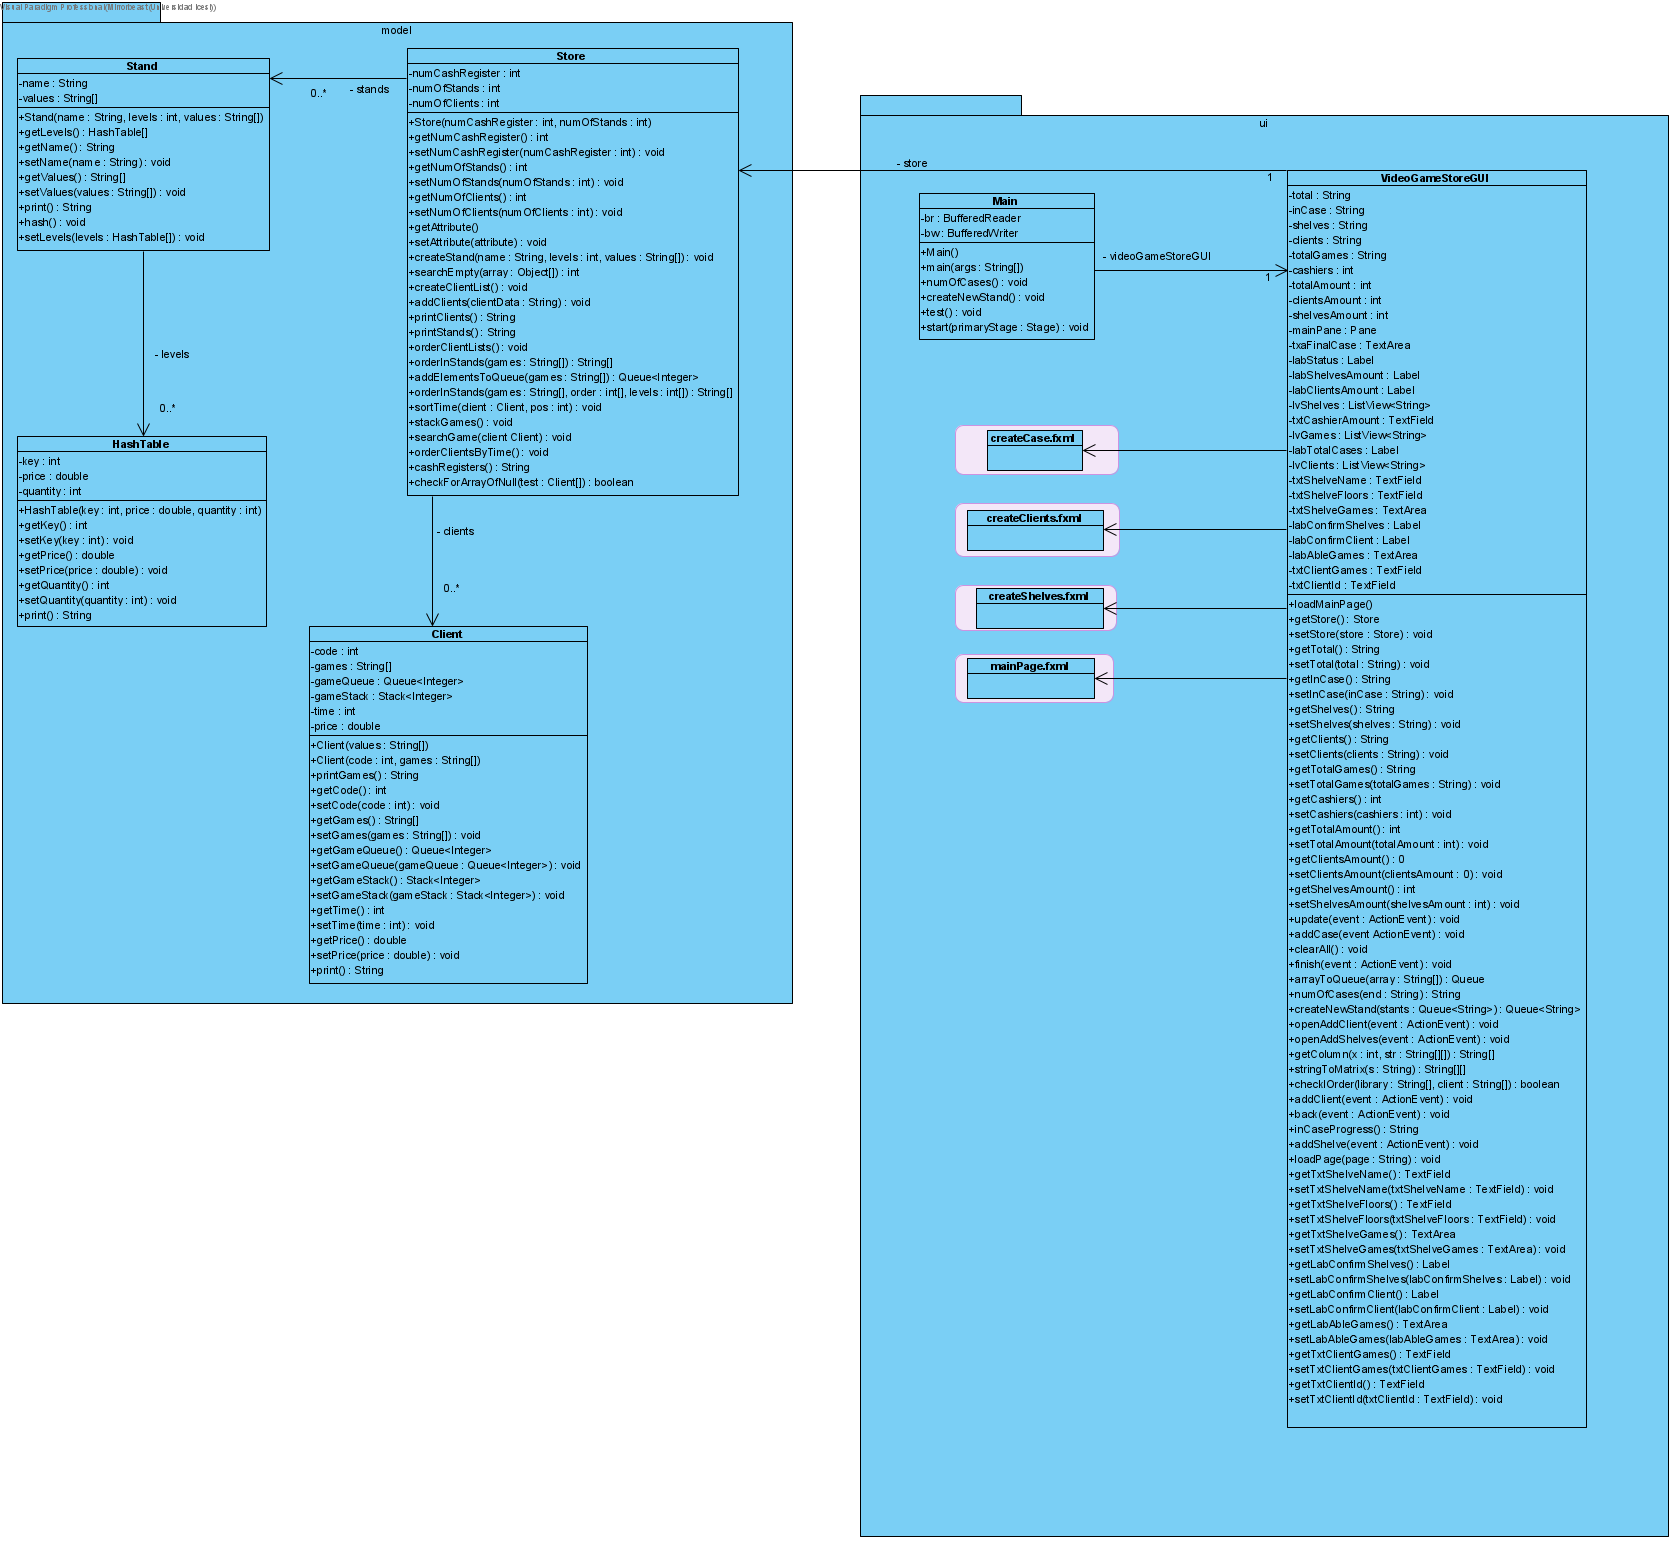 Visual Paradigm Professional(Mirrorbeast(Universidad Icesi))
model
Stand
-name : String
-values : String[]
+Stand(name : String, levels : int, values : String[])
+getLevels() : HashTable[]
+getName() : String
+setName(name : String) : void
+getValues() : String[]
+setValues(values : String[]) : void
+print() : String
+hash() : void
+setLevels(levels : HashTable[]) : void
0..*
- stands
Store
-numCashRegister : int
-numOfStands : int
-numOfClients : int
+Store(numCashRegister : int, numOfStands : int)
+getNumCashRegister() : int
+setNumCashRegister(numCashRegister : int) : void
+getNumOfStands() : int
+setNumOfStands(numOfStands : int) : void
+getNumOfClients() : int
+setNumOfClients(numOfClients : int) : void
+getAttribute()
+setAttribute(attribute) : void
+createStand(name : String, levels : int, values : String[]) : void
+searchEmpty(array : Object[]) : int
+createClientList() : void
+addClients(clientData : String) : void
+printClients() : String
+printStands() : String
+orderClientLists() : void
+orderInStands(games : String[]) : String[]
+addElementsToQueue(games : String[]) : Queue<Integer>
+orderInStands(games : String[], order : int[], levels : int[]) : String[]
+sortTime(client : Client, pos : int) : void
+stackGames() : void
+searchGame(client Client) : void
+orderClientsByTime() : void
+cashRegisters() : String
+checkForArrayOfNull(test : Client[]) : boolean
- levels
0..*
HashTable
-key : int
-price : double
-quantity : int
+HashTable(key : int, price : double, quantity : int)
+getKey() : int
+setKey(key : int) : void
+getPrice() : double
+setPrice(price : double) : void
+getQuantity() : int
+setQuantity(quantity : int) : void
+print() : String
- clients
0..*
Client
-code : int
-games : String[]
-gameQueue : Queue<Integer>
-gameStack : Stack<Integer>
-time : int
-price : double
+Client(values : String[])
+Client(code : int, games : String[])
+printGames() : String
+getCode() : int
+setCode(code : int) : void
+getGames() : String[]
+setGames(games : String[]) : void
+getGameQueue() : Queue<Integer>
+setGameQueue(gameQueue : Queue<Integer>) : void
+getGameStack() : Stack<Integer>
+setGameStack(gameStack : Stack<Integer>) : void
+getTime() : int
+setTime(time : int) : void
+getPrice() : double
+setPrice(price : double) : void
+print() : String
ui
- store
1
Main
-br : BufferedReader
-bw : BufferedWriter
+Main()
+main(args : String[])
+numOfCases() : void
+createNewStand() : void
+test() : void
+start(primaryStage : Stage) : void
- videoGameStoreGUI
1
createCase.fxml
createClients.fxml
createShelves.fxml
mainPage.fxml
VideoGameStoreGUI
-total : String
-inCase : String
-shelves : String
-clients : String
-totalGames : String
-cashiers : int
-totalAmount : int
-clientsAmount : int
-shelvesAmount : int
-mainPane : Pane
-txaFinalCase : TextArea
-labStatus : Label
-labShelvesAmount : Label
-labClientsAmount : Label
-lvShelves : ListView<String>
-txtCashierAmount : TextField
-lvGames : ListView<String>
-labTotalCases : Label
-lvClients : ListView<String>
-txtShelveName : TextField
-txtShelveFloors : TextField
-txtShelveGames : TextArea
-labConfirmShelves : Label
-labConfirmClient : Label
-labAbleGames : TextArea
-txtClientGames : TextField
-txtClientId : TextField
+loadMainPage()
+getStore() : Store
+setStore(store : Store) : void
+getTotal() : String
+setTotal(total : String) : void
+getInCase() : String
+setInCase(inCase : String) : void
+getShelves() : String
+setShelves(shelves : String) : void
+getClients() : String
+setClients(clients : String) : void
+getTotalGames() : String
+setTotalGames(totalGames : String) : void
+getCashiers() : int
+setCashiers(cashiers : int) : void
+getTotalAmount() : int
+setTotalAmount(totalAmount : int) : void
+getClientsAmount() : 0
+setClientsAmount(clientsAmount : 0) : void
+getShelvesAmount() : int
+setShelvesAmount(shelvesAmount : int) : void
+update(event : ActionEvent) : void
+addCase(event ActionEvent) : void
+clearAll() : void
+finish(event : ActionEvent) : void
+arrayToQueue(array : String[]) : Queue
+numOfCases(end : String) : String
+createNewStand(stants : Queue<String>) : Queue<String>
+openAddClient(event : ActionEvent) : void
+openAddShelves(event : ActionEvent) : void
+getColumn(x : int, str : String[][]) : String[]
+stringToMatrix(s : String) : String[][]
+checkIOrder(library : String[], client : String[]) : boolean
+addClient(event : ActionEvent) : void
+back(event : ActionEvent) : void
+inCaseProgress() : String
+addShelve(event : ActionEvent) : void
+loadPage(page : String) : void
+getTxtShelveName() : TextField
+setTxtShelveName(txtShelveName : TextField) : void
+getTxtShelveFloors() : TextField
+setTxtShelveFloors(txtShelveFloors : TextField) : void
+getTxtShelveGames() : TextArea
+setTxtShelveGames(txtShelveGames : TextArea) : void
+getLabConfirmShelves() : Label
+setLabConfirmShelves(labConfirmShelves : Label) : void
+getLabConfirmClient() : Label
+setLabConfirmClient(labConfirmClient : Label) : void
+getLabAbleGames() : TextArea
+setLabAbleGames(labAbleGames : TextArea) : void
+getTxtClientGames() : TextField
+setTxtClientGames(txtClientGames : TextField) : void
+getTxtClientId() : TextField
+setTxtClientId(txtClientId : TextField) : void